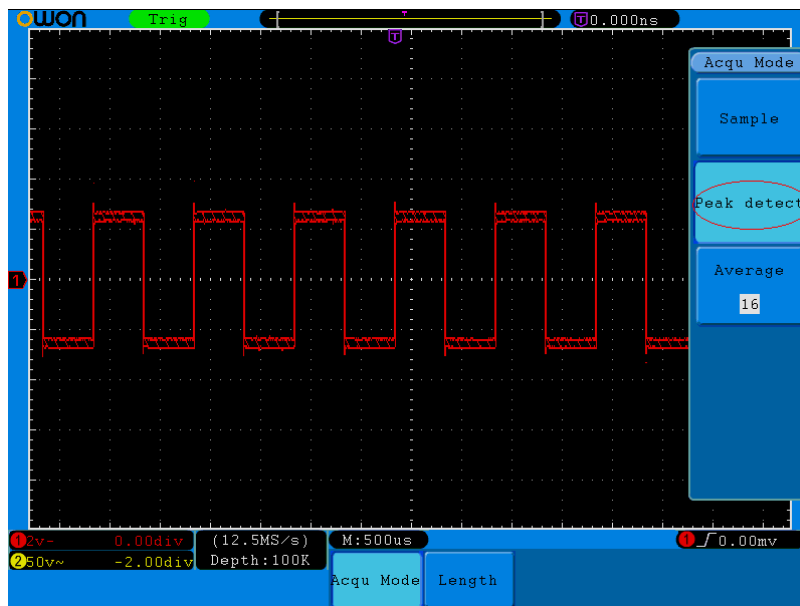 OWON Trig T 0.000ns
T
Acqu Mode
Sample
Peak detect
Average
16
1
1 2v- 0.00div (12.5MS/s) M:500us 1 0.00mv
2 50v~ -2.00div Depth:100K
Acqu Mode Length